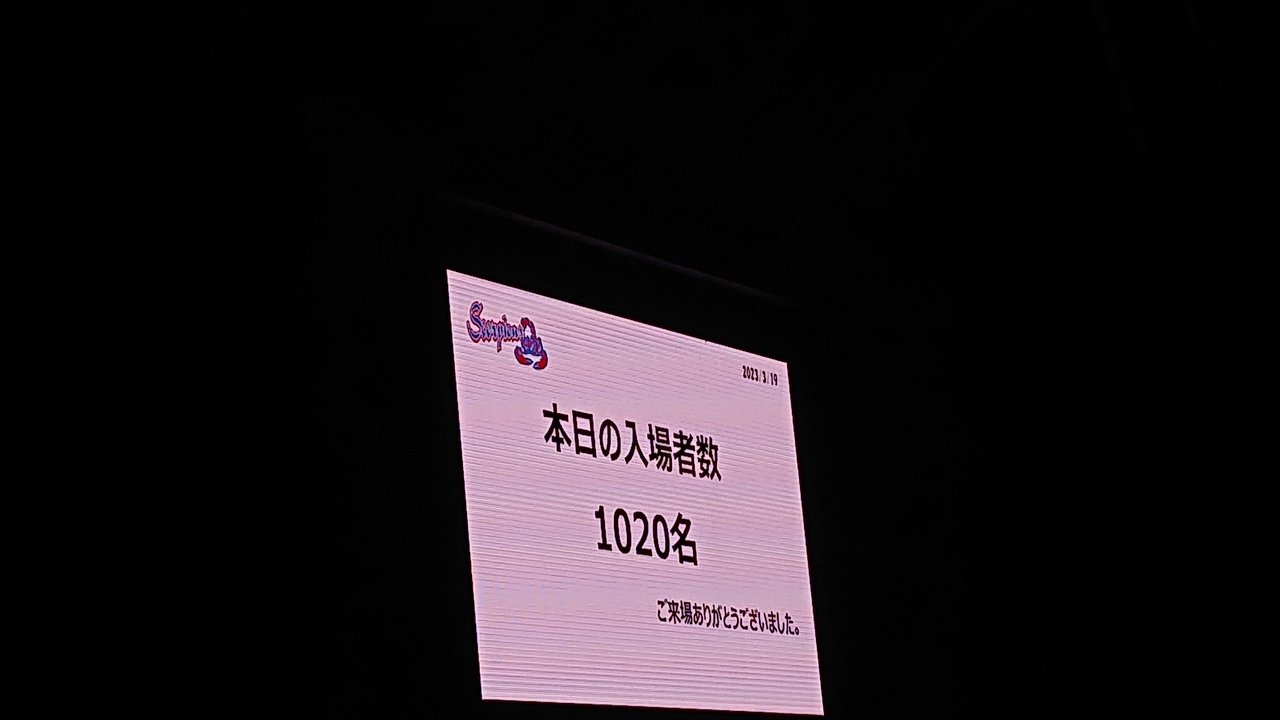 Scorpions
2023/3/19
本日の入場者数
1020名
ご来場ありがとうございました。